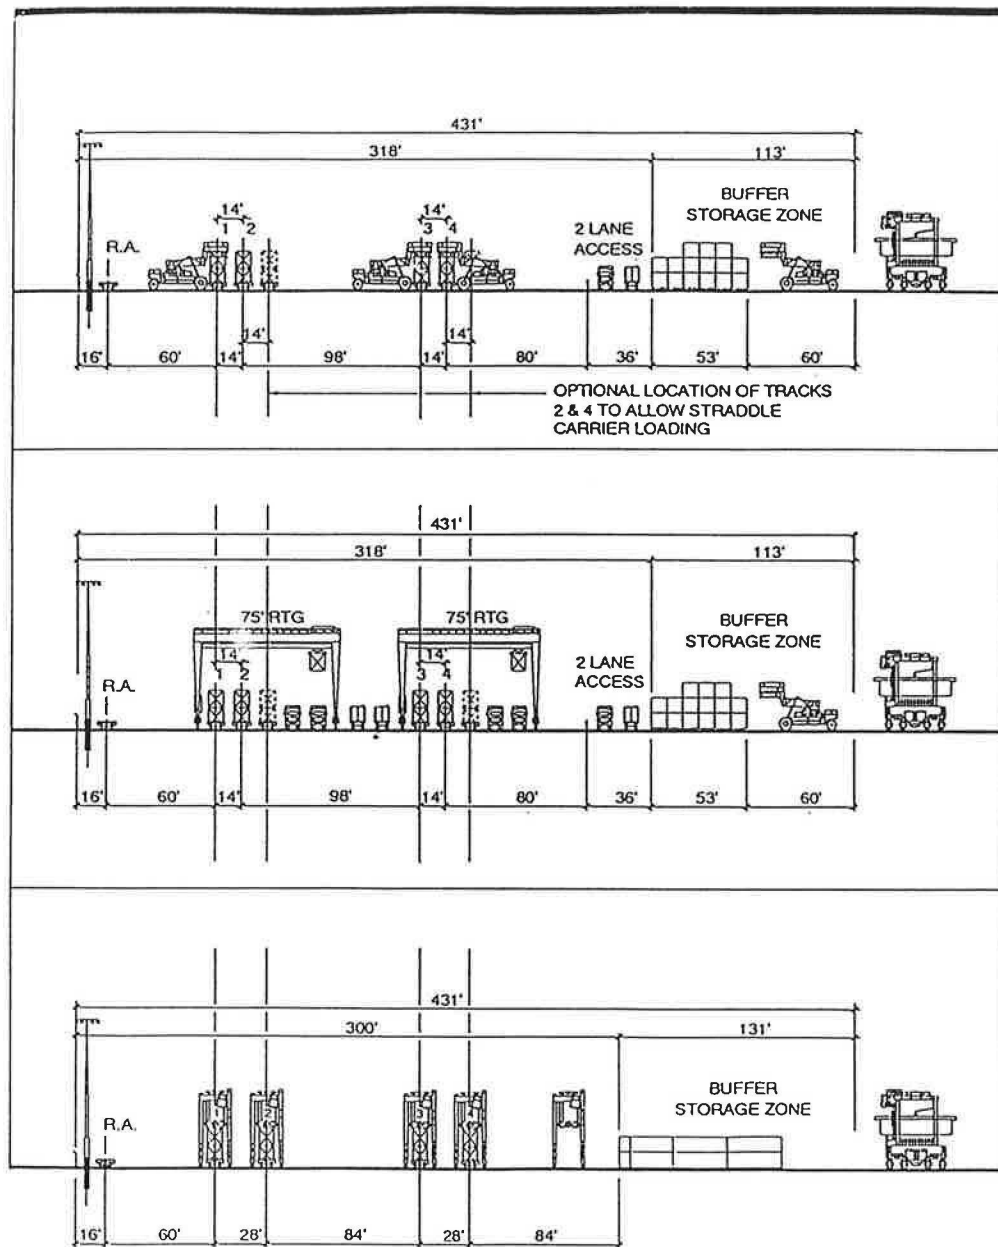 431'
318'
113'
BUFFER
STORAGE ZONE
14'
14'
1 2
3 4
2 LANE
ACCESS
R.A.
14'
14'
16' 60' 14' 98' 14' 80' 36' 53' 60'
OPTIONAL LOCATION OF TRACKS
2 & 4 TO ALLOW STRADDLE
CARRIER LOADING
431'
318'
113'
75' RTG
75' RTG
BUFFER
STORAGE ZONE
14'
14'
1 2
3 4
2 LANE
ACCESS
R.A.
16' 60' 14' 98' 14' 80' 36' 53' 60'
431'
300'
131'
BUFFER
STORAGE ZONE
1 2 3 4
R.A.
16' 60' 28' 84' 28' 84'